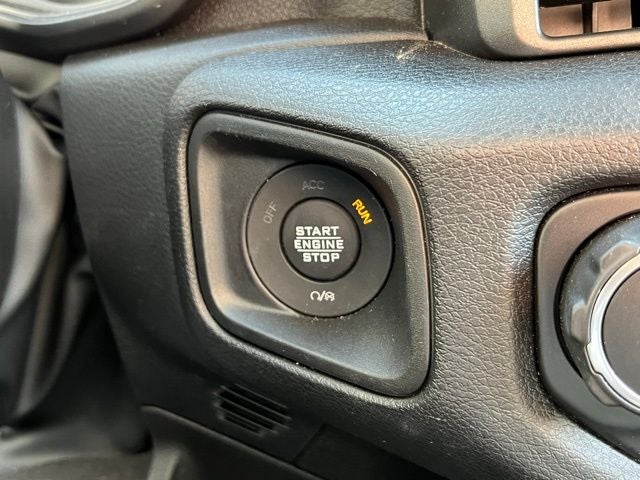 ACC
OFF
RUN
START
ENGINE
STOP